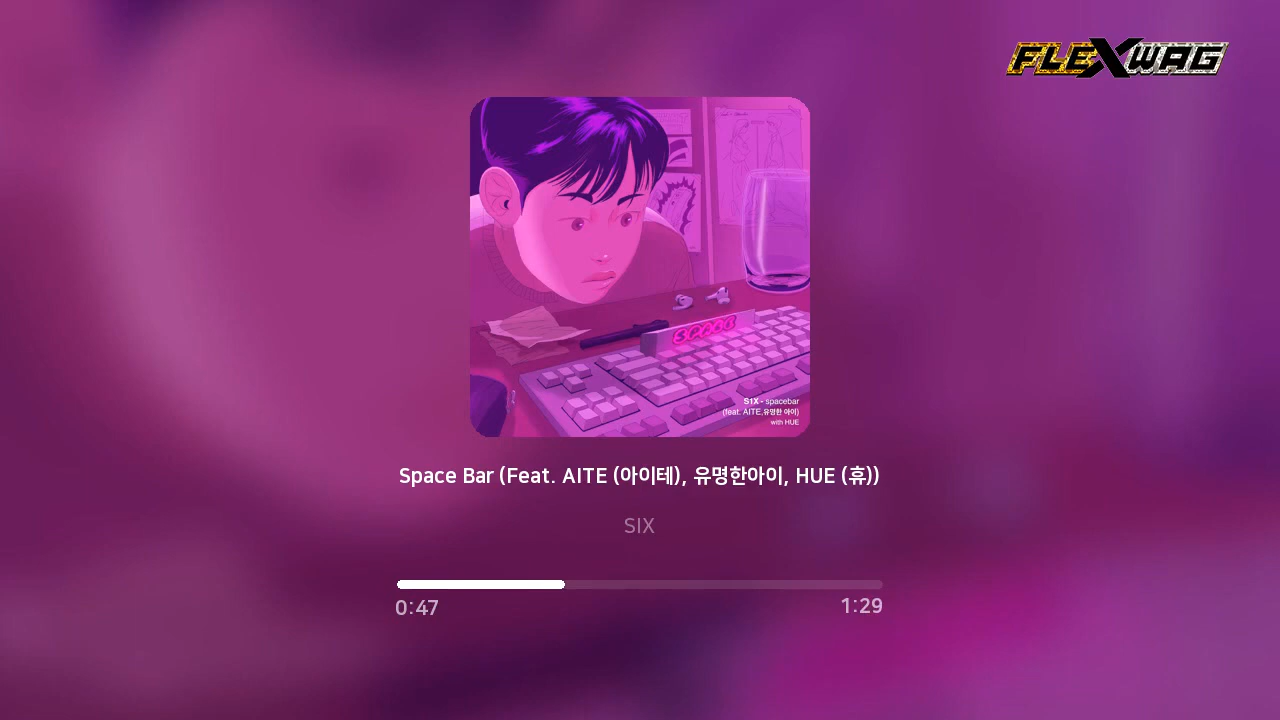 FLEXWAG
SPACE
S1X - spacebar
(feat. AITE,유명한 아이)
with HUE
Space Bar (Feat. AITE (아이테), 유명한아이, HUE (휴))
SIX
0:47
1:29